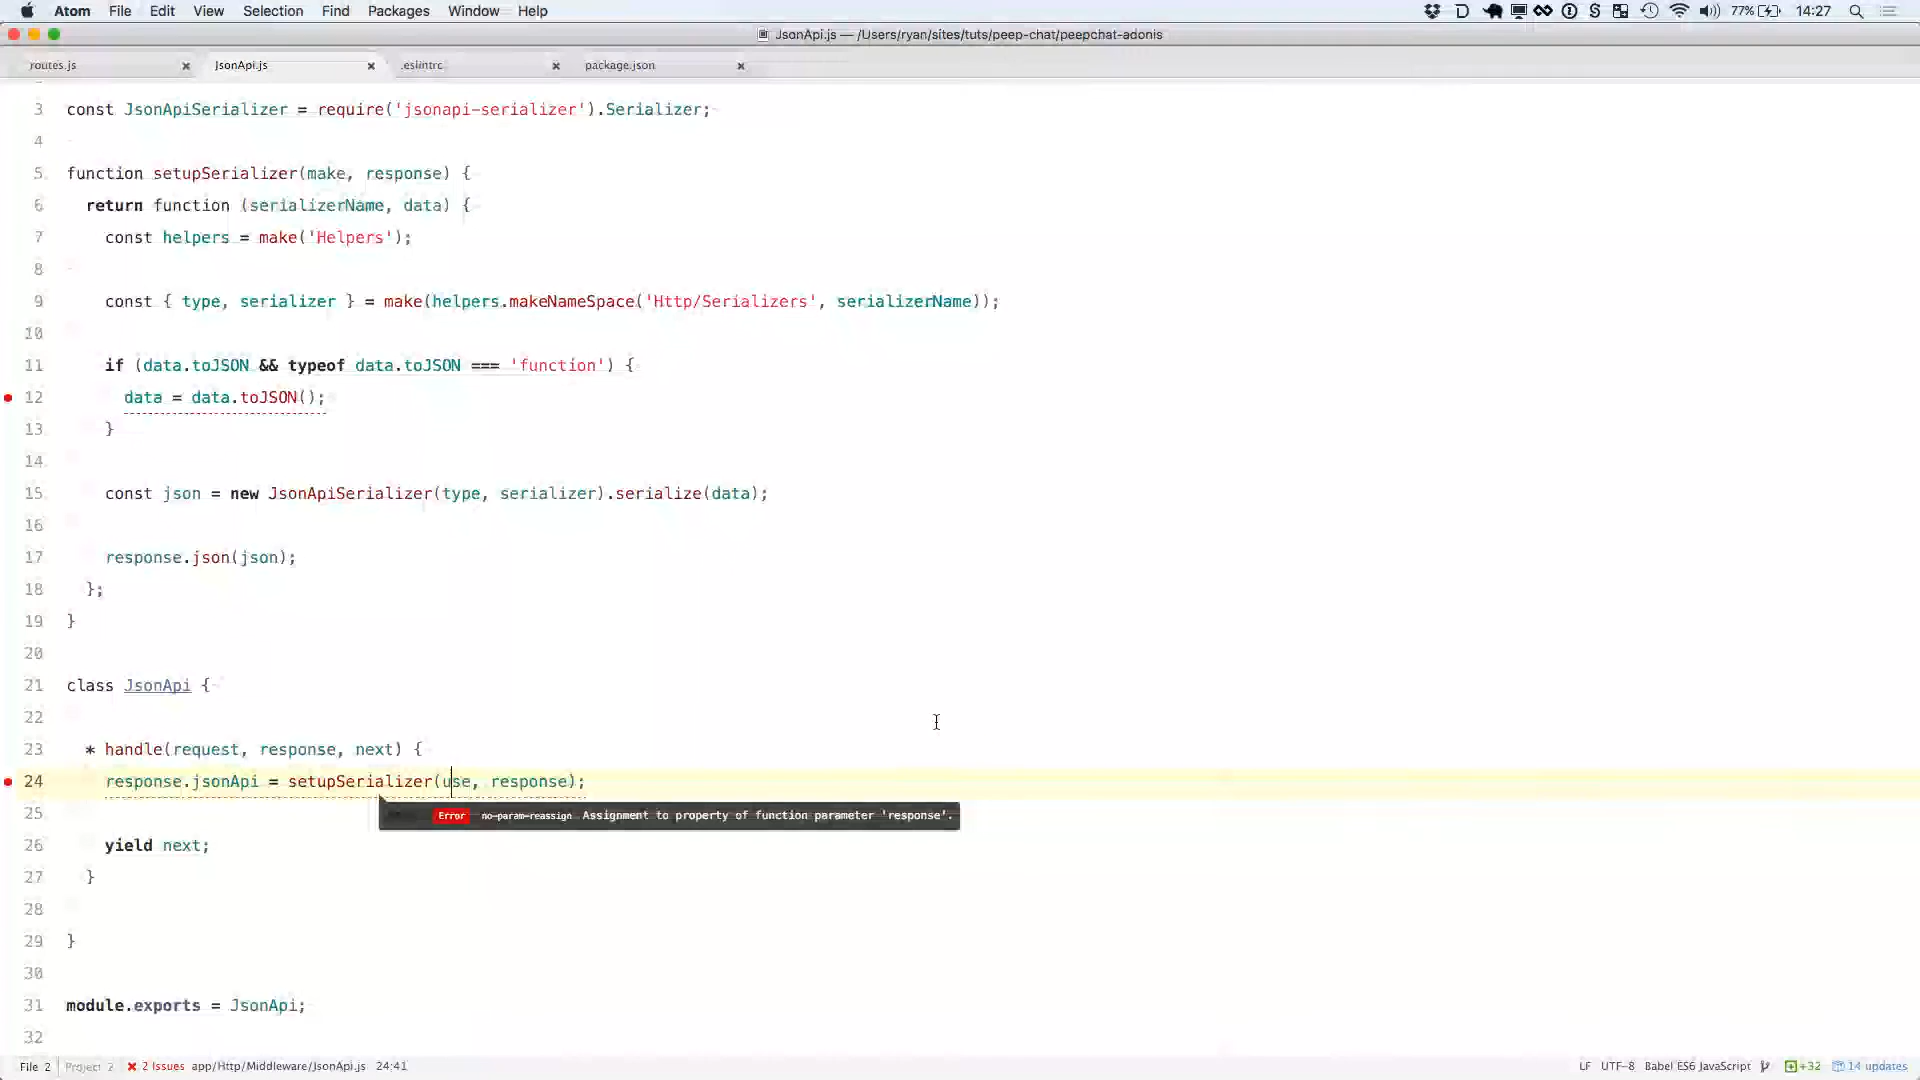 Atom File Edit View Selection Find Packages Window Help 77% 14:27
JsonApi.js — /Users/ryan/sites/tuts/peep-chat/peepchat-adonis
routes.js JsonApi.js .eslintrc package.json
3 const JsonApiSerializer = require('jsonapi-serializer').Serializer;
4
5 function setupSerializer(make, response) {
6 return function (serializerName, data) {
7 const helpers = make('Helpers');
8
9 const { type, serializer } = make(helpers.makeNameSpace('Http/Serializers', serializerName));
10
11 if (data.toJSON && typeof data.toJSON === 'function') {
12 data = data.toJSON();
13 }
14
15 const json = new JsonApiSerializer(type, serializer).serialize(data);
16
17 response.json(json);
18 };
19 }
20
21 class JsonApi {
22
23 * handle(request, response, next) {
24 response.jsonApi = setupSerializer(use, response);
25
Error no-param-reassign Assignment to property of function parameter 'response'.
26 yield next;
27 }
28
29 }
30
31 module.exports = JsonApi;
32
File 2 Project 2 2 Issues app/Http/Middleware/JsonApi.js 24:41 LF UTF-8 Babel ES6 JavaScript +32 14 updates